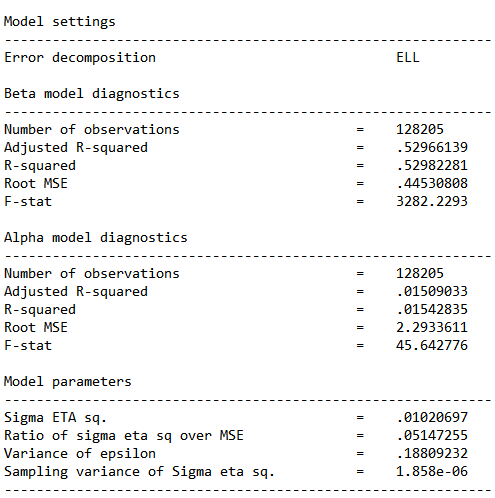 Model settings
------------------------------------------------------------
Error decomposition ELL
Beta model diagnostics
------------------------------------------------------------
Number of observations = 128205
Adjusted R-squared = .52966139
R-squared = .52982281
Root MSE = .44530808
F-stat = 3282.2293
Alpha model diagnostics
------------------------------------------------------------
Number of observations = 128205
Adjusted R-squared = .01509033
R-squared = .01542835
Root MSE = 2.2933611
F-stat = 45.642776
Model parameters
------------------------------------------------------------
Sigma ETA sq. = .01020697
Ratio of sigma eta sq over MSE = .05147255
Variance of epsilon = .18809232
Sampling variance of Sigma eta sq. = 1.858e-06
------------------------------------------------------------